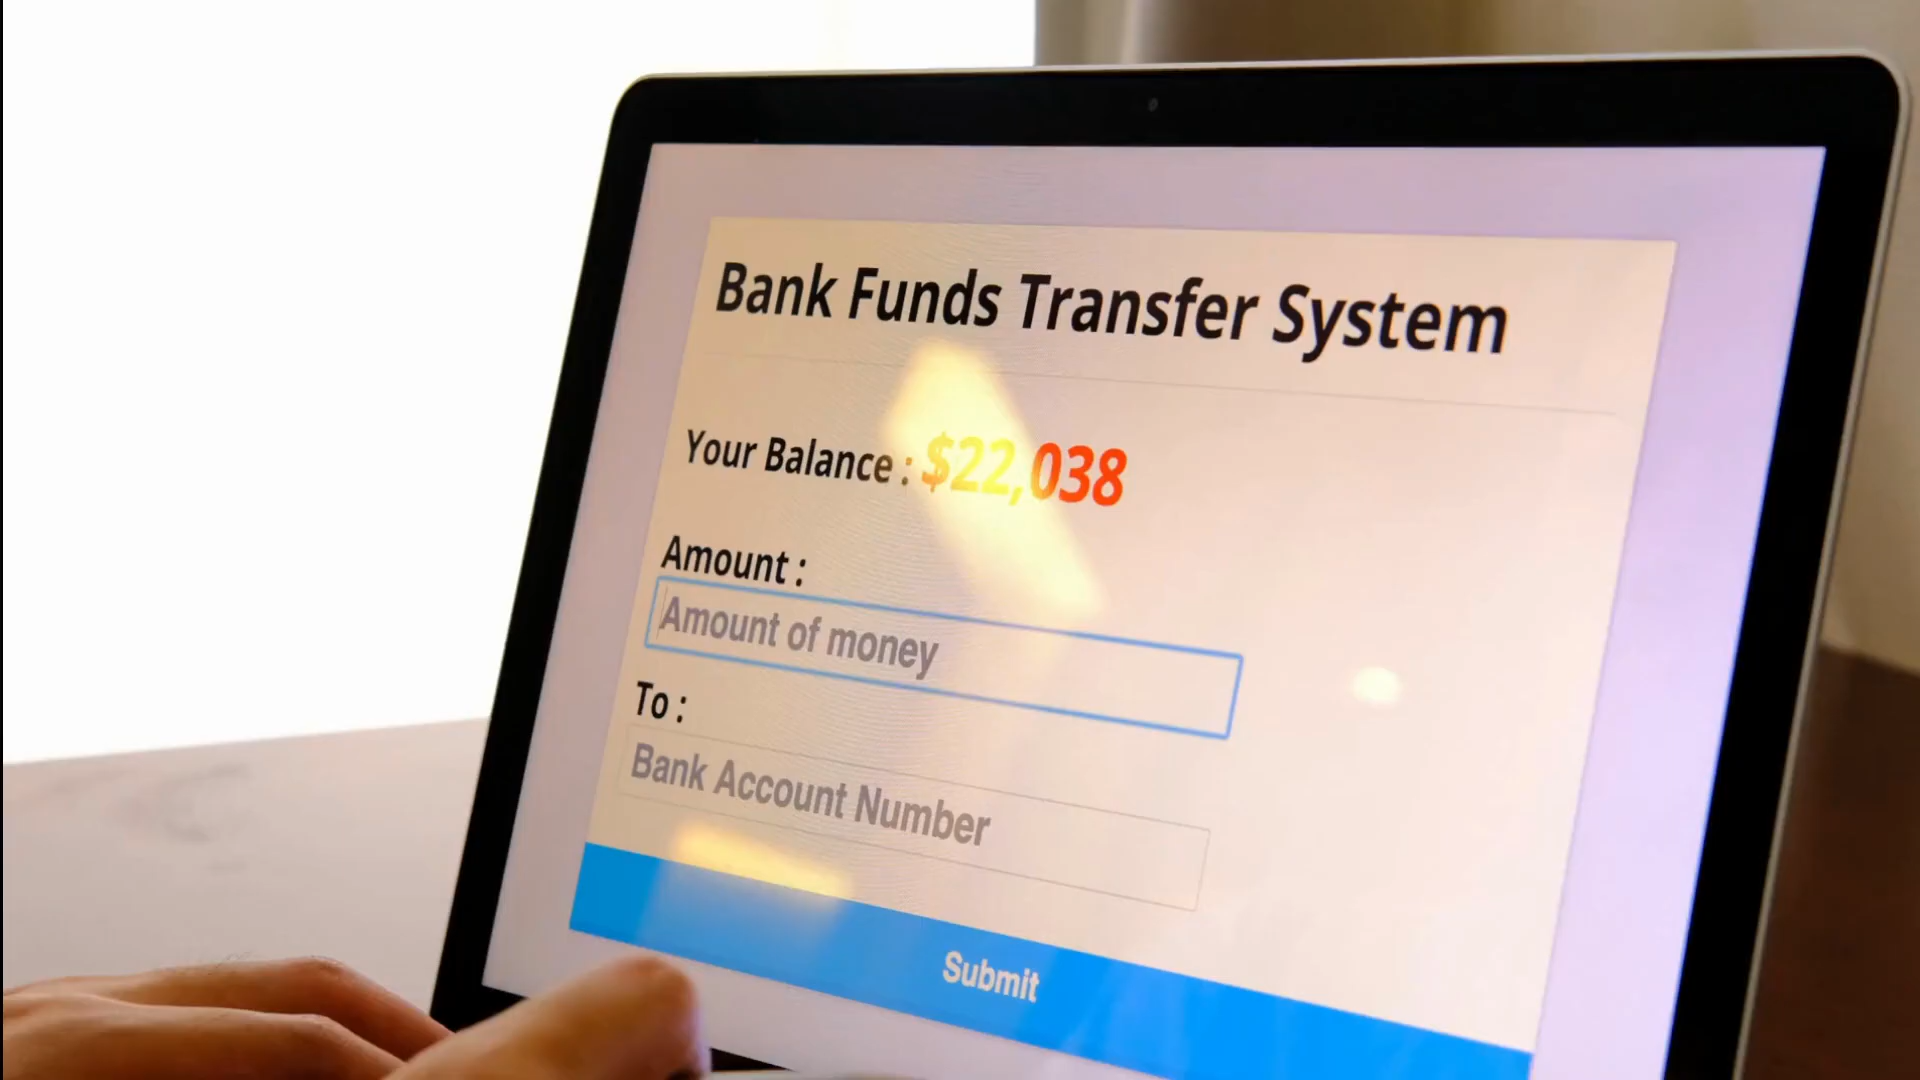 Bank Funds Transfer System
Your Balance : $22,038
Amount :
Amount of money
To :
Bank Account Number
Submit